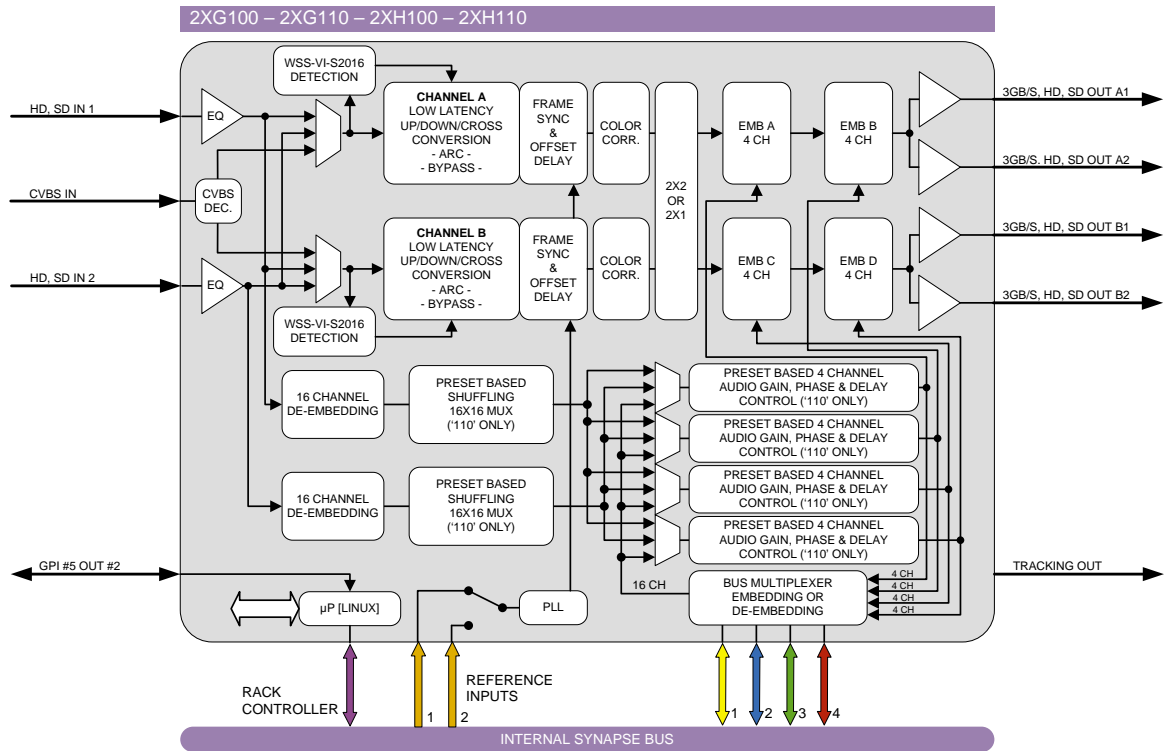 2XG100 – 2XG110 – 2XH100 – 2XH110
WSS-VI-S2016
DETECTION
HD, SD IN 1
EQ
CHANNEL A
LOW LATENCY
UP/DOWN/CROSS
CONVERSION
- ARC -
- BYPASS -
FRAME
SYNC
&
OFFSET
DELAY
COLOR
CORR.
EMB A
4 CH
EMB B
4 CH
3GB/S, HD, SD OUT A1
3GB/S. HD, SD OUT A2
CVBS IN
CVBS
DEC.
2X2
OR
2X1
HD, SD IN 2
EQ
CHANNEL B
LOW LATENCY
UP/DOWN/CROSS
CONVERSION
- ARC -
- BYPASS -
FRAME
SYNC
&
OFFSET
DELAY
COLOR
CORR.
EMB C
4 CH
EMB D
4 CH
3GB/S, HD, SD OUT B1
3GB/S, HD, SD OUT B2
WSS-VI-S2016
DETECTION
16 CHANNEL
DE-EMBEDDING
PRESET BASED
SHUFFLING
16X16 MUX
(‘110’ ONLY)
PRESET BASED 4 CHANNEL
AUDIO GAIN, PHASE & DELAY
CONTROL (‘110’ ONLY)
PRESET BASED 4 CHANNEL
AUDIO GAIN, PHASE & DELAY
CONTROL (‘110’ ONLY)
16 CHANNEL
DE-EMBEDDING
PRESET BASED
SHUFFLING
16X16 MUX
(‘110’ ONLY)
PRESET BASED 4 CHANNEL
AUDIO GAIN, PHASE & DELAY
CONTROL (‘110’ ONLY)
PRESET BASED 4 CHANNEL
AUDIO GAIN, PHASE & DELAY
CONTROL (‘110’ ONLY)
GPI #5 OUT #2
TRACKING OUT
µP [LINUX]
PLL
16 CH
BUS MULTIPLEXER
EMBEDDING OR
DE-EMBEDDING
4 CH
4 CH
4 CH
4 CH
RACK
CONTROLLER
REFERENCE
INPUTS
1
2
1
2
3
4
INTERNAL SYNAPSE BUS